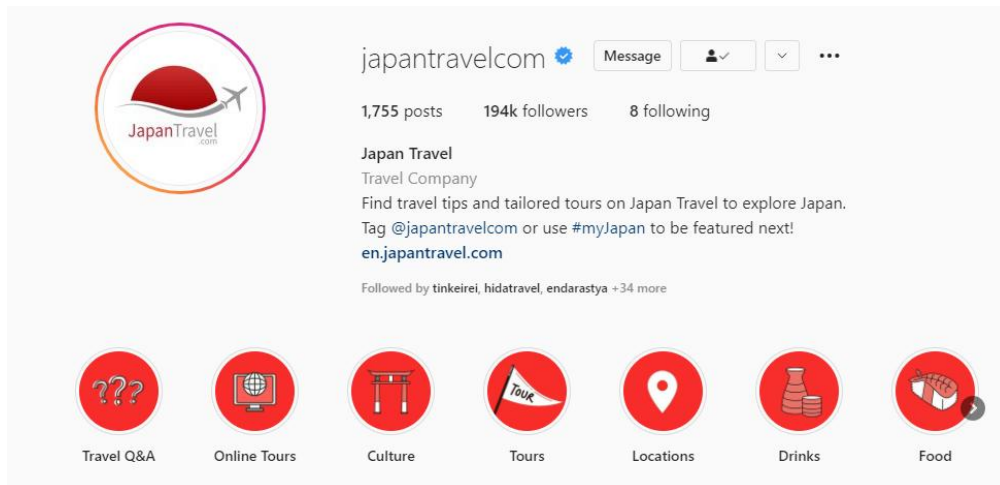 JapanTravel
.com
japantravelcom Message
1,755 posts 194k followers 8 following
Japan Travel
Travel Company
Find travel tips and tailored tours on Japan Travel to explore Japan.
Tag @japantravelcom or use #myJapan to be featured next!
en.japantravel.com
Followed by tinkeirei, hidatravel, endarastya +34 more
???
TOUR
Travel Q&A Online Tours Culture Tours Locations Drinks Food